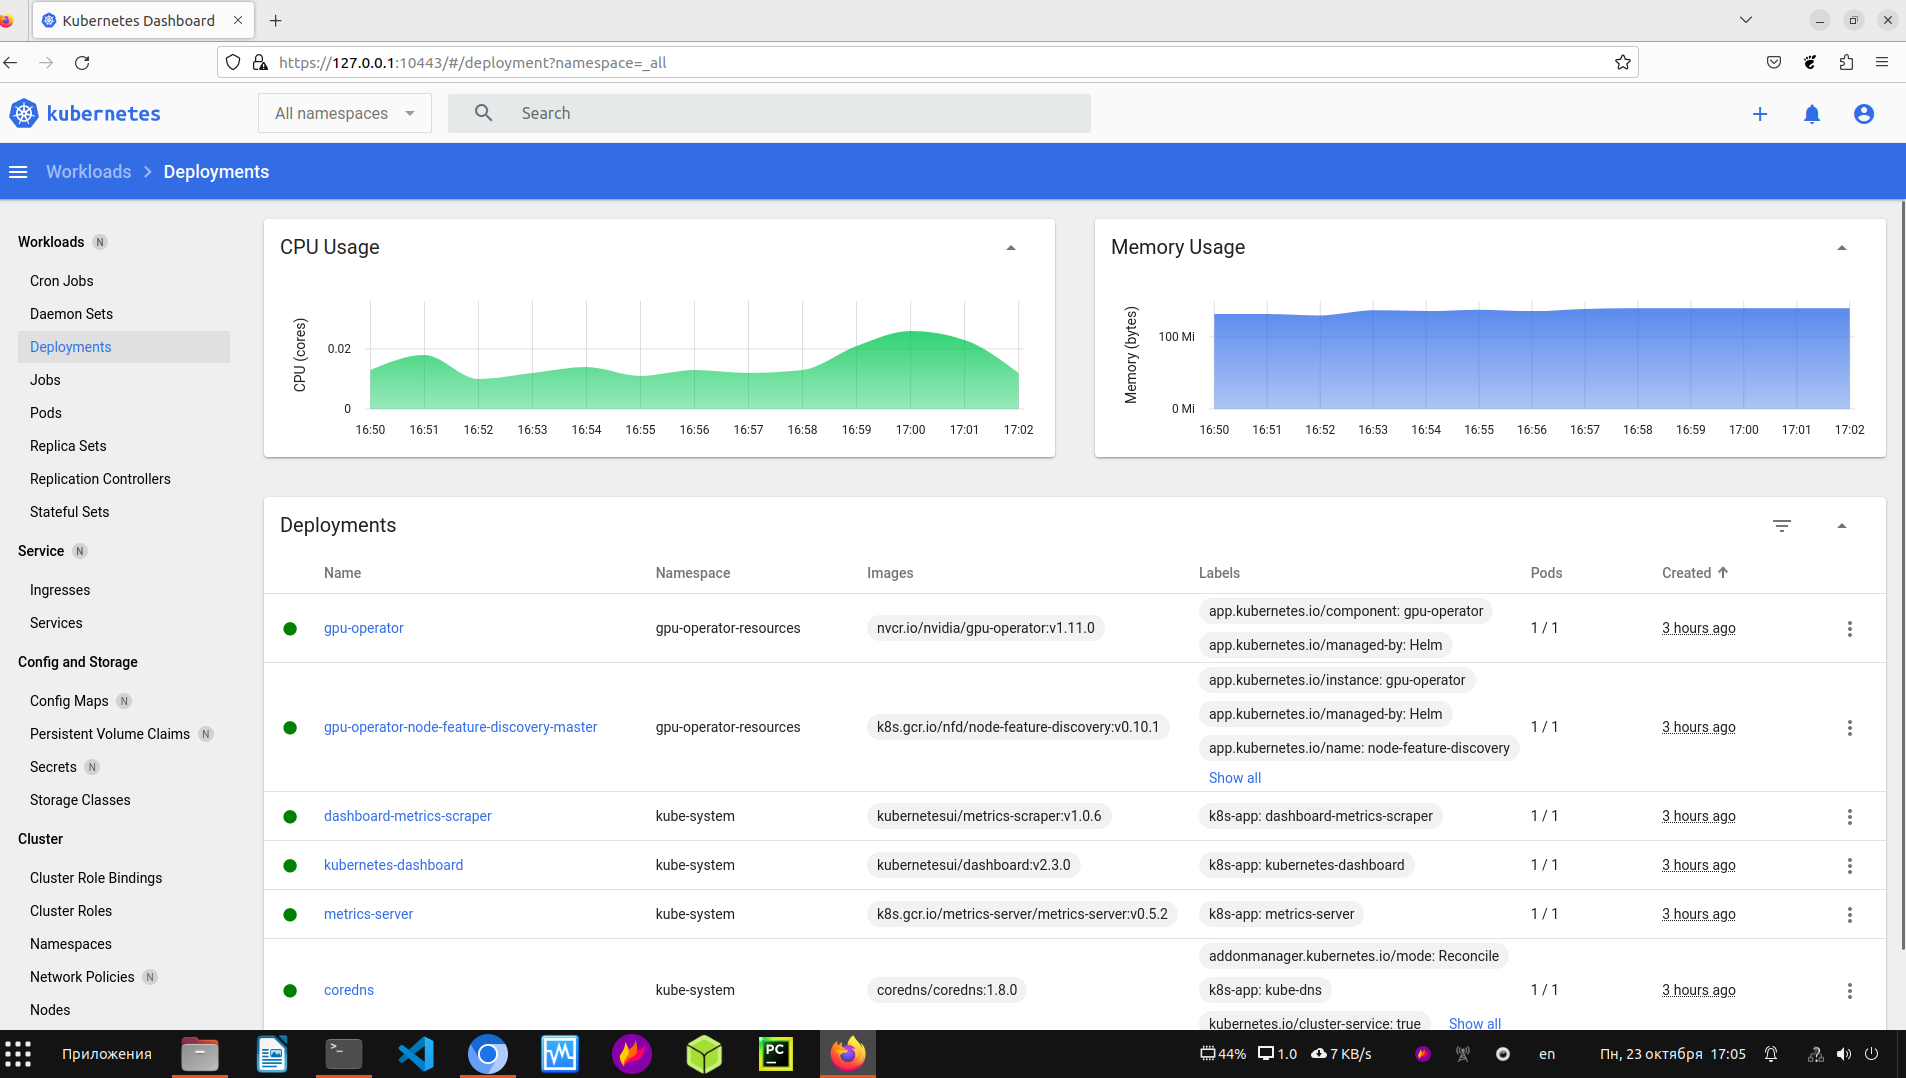 Kubernetes Dashboard
https://127.0.0.1:10443/#/deployment?namespace=_all
kubernetes
All namespaces
Search
Workloads
Deployments
Workloads N
Cron Jobs
Daemon Sets
Deployments
Jobs
Pods
Replica Sets
Replication Controllers
Stateful Sets
Service N
Ingresses
Services
Config and Storage
Config Maps N
Persistent Volume Claims N
Secrets N
Storage Classes
Cluster
Cluster Role Bindings
Cluster Roles
Namespaces
Network Policies N
Nodes
CPU Usage
CPU (cores)
0.02
0
16:50 16:51 16:52 16:53 16:54 16:55 16:56 16:57 16:58 16:59 17:00 17:01 17:02
Memory Usage
Memory (bytes)
100 Mi
0 Mi
16:50 16:51 16:52 16:53 16:54 16:55 16:56 16:57 16:58 16:59 17:00 17:01 17:02
Deployments
Name Namespace Images Labels Pods Created
gpu-operator gpu-operator-resources nvcr.io/nvidia/gpu-operator:v1.11.0 app.kubernetes.io/component: gpu-operator 1 / 1 3 hours ago
app.kubernetes.io/managed-by: Helm
app.kubernetes.io/instance: gpu-operator
app.kubernetes.io/managed-by: Helm
gpu-operator-node-feature-discovery-master gpu-operator-resources k8s.gcr.io/nfd/node-feature-discovery:v0.10.1 1 / 1 3 hours ago
app.kubernetes.io/name: node-feature-discovery
Show all
dashboard-metrics-scraper kube-system kubernetesui/metrics-scraper:v1.0.6 k8s-app: dashboard-metrics-scraper 1 / 1 3 hours ago
kubernetes-dashboard kube-system kubernetesui/dashboard:v2.3.0 k8s-app: kubernetes-dashboard 1 / 1 3 hours ago
metrics-server kube-system k8s.gcr.io/metrics-server/metrics-server:v0.5.2 k8s-app: metrics-server 1 / 1 3 hours ago
addonmanager.kubernetes.io/mode: Reconcile
coredns kube-system coredns/coredns:1.8.0 k8s-app: kube-dns 1 / 1 3 hours ago
kubernetes.io/cluster-service: true Show all
Приложения
>_
PC
44% 1.0 7 KB/s en Пн, 23 октября 17:05